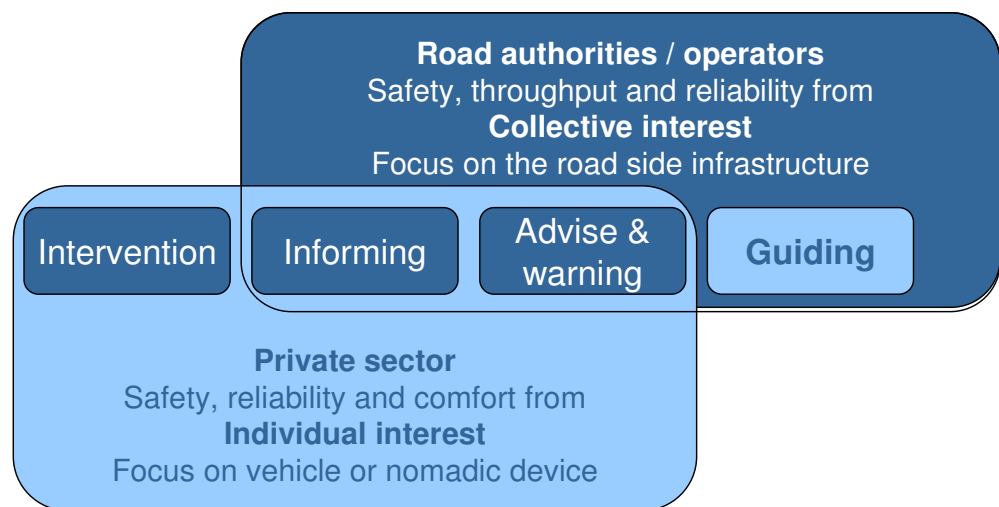 Road authorities / operators
Safety, throughput and reliability from
Collective interest
Focus on the road side infrastructure
Intervention
Informing
Advise &
warning
Guiding
Private sector
Safety, reliability and comfort from
Individual interest
Focus on vehicle or nomadic device